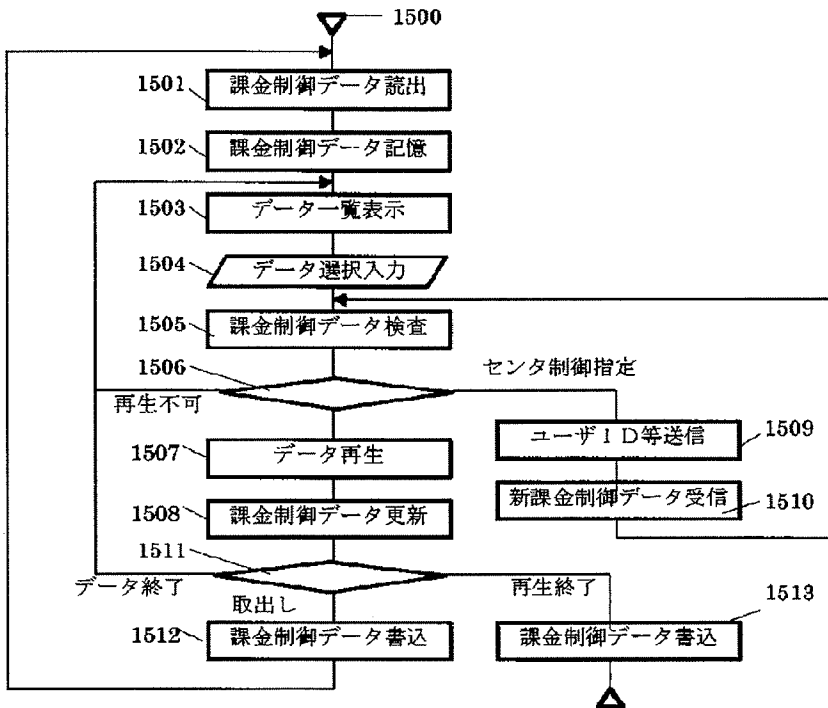 1500
1501 課金制御データ読出
1502 課金制御データ記憶
1503 データ一覧表示
1504 データ選択入力
1505 課金制御データ検査
1506 センタ制御指定
再生不可
1507 データ再生
ユーザID等送信 1509
1508 課金制御データ更新
新課金制御データ受信 1510
1511
データ終了
取出し
再生終了
1512 課金制御データ書込
課金制御データ書込 1513